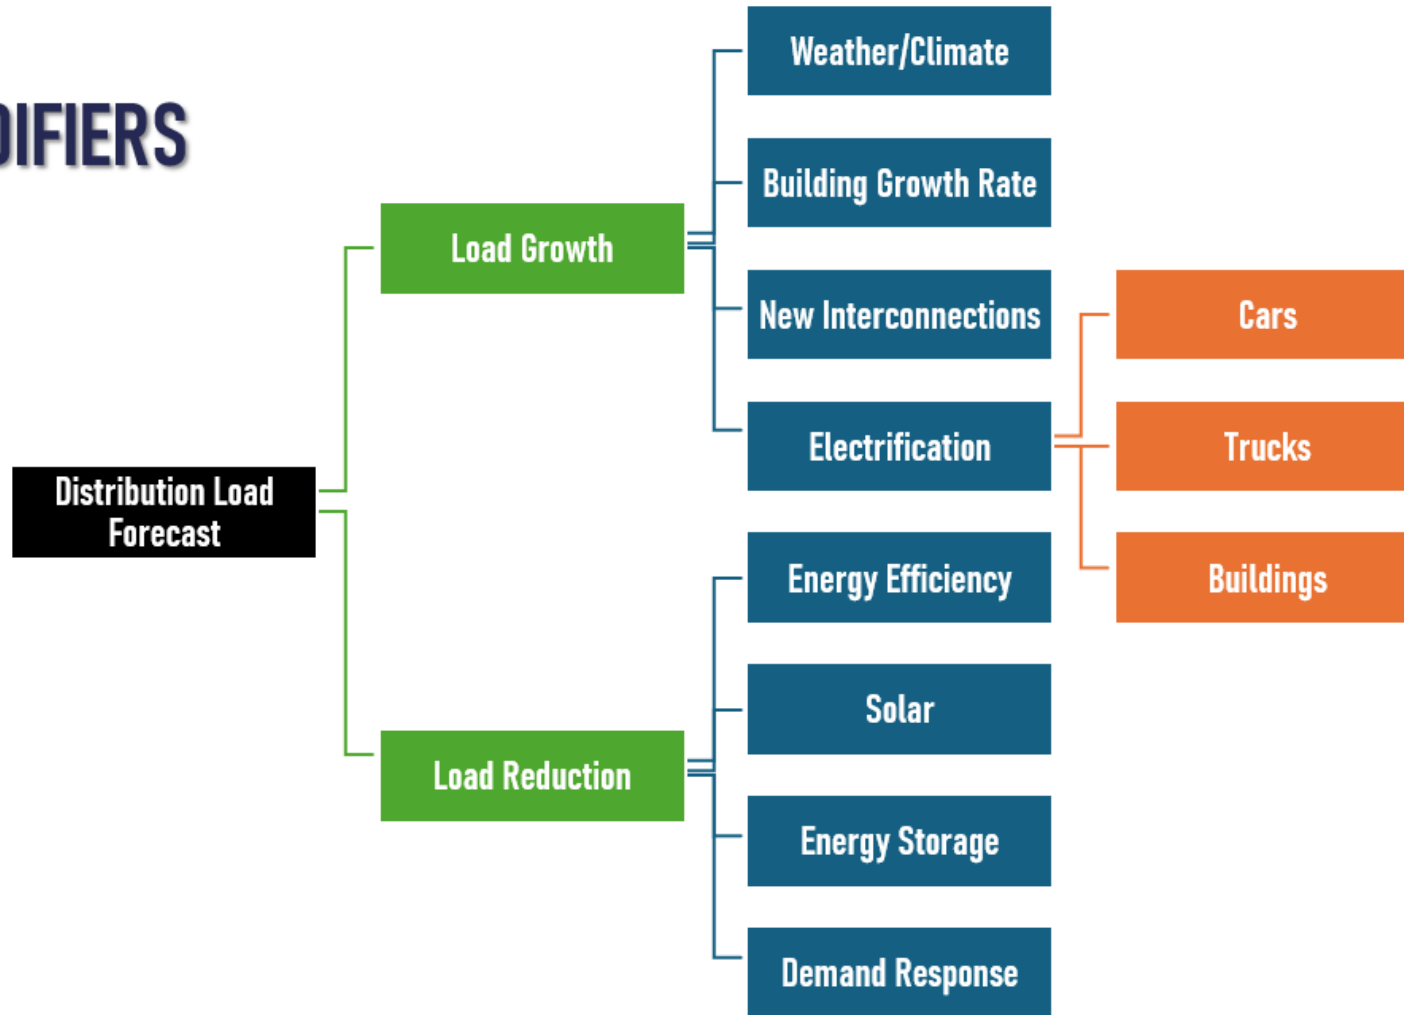 DIFIERS
Weather/Climate
Building Growth Rate
Load Growth
New Interconnections
Cars
Electrification
Trucks
Distribution Load
Forecast
Energy Efficiency
Buildings
Solar
Load Reduction
Energy Storage
Demand Response